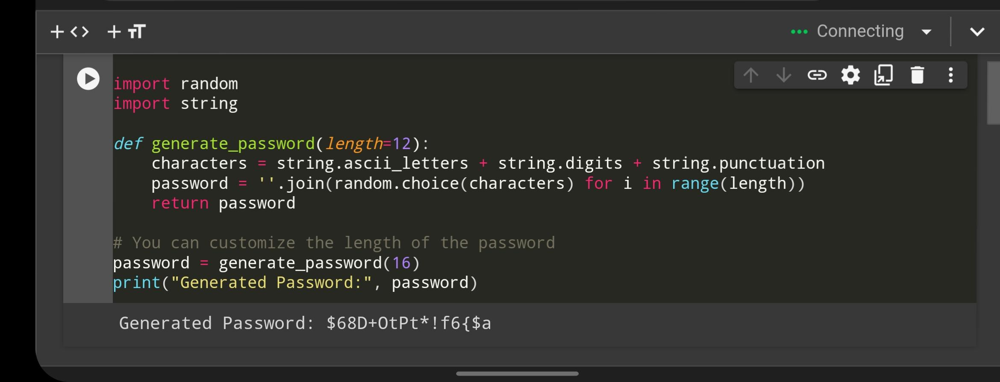 Connecting
import random
import string
def generate_password(length=12):
    characters = string.ascii_letters + string.digits + string.punctuation
    password = ''.join(random.choice(characters) for i in range(length))
    return password
# You can customize the length of the password
password = generate_password(16)
print("Generated Password:", password)
Generated Password: $68D+OtPt*!f6{$a